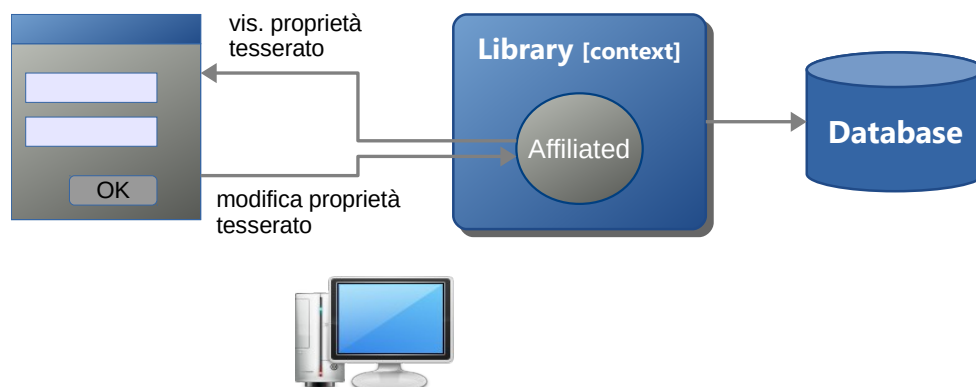 vis. proprietà
tesserato
Library [context]
Affiliated
Database
OK
modifica proprietà
tesserato